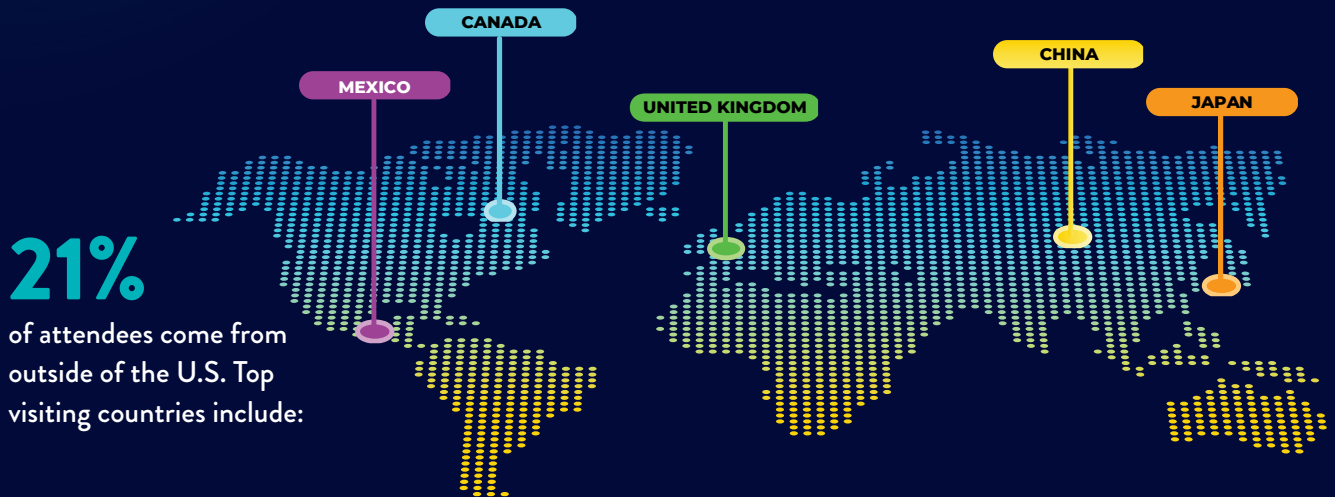 CANADA
CHINA
MEXICO
JAPAN
UNITED KINGDOM
21%
of attendees come from
outside of the U.S. Top
visiting countries include: